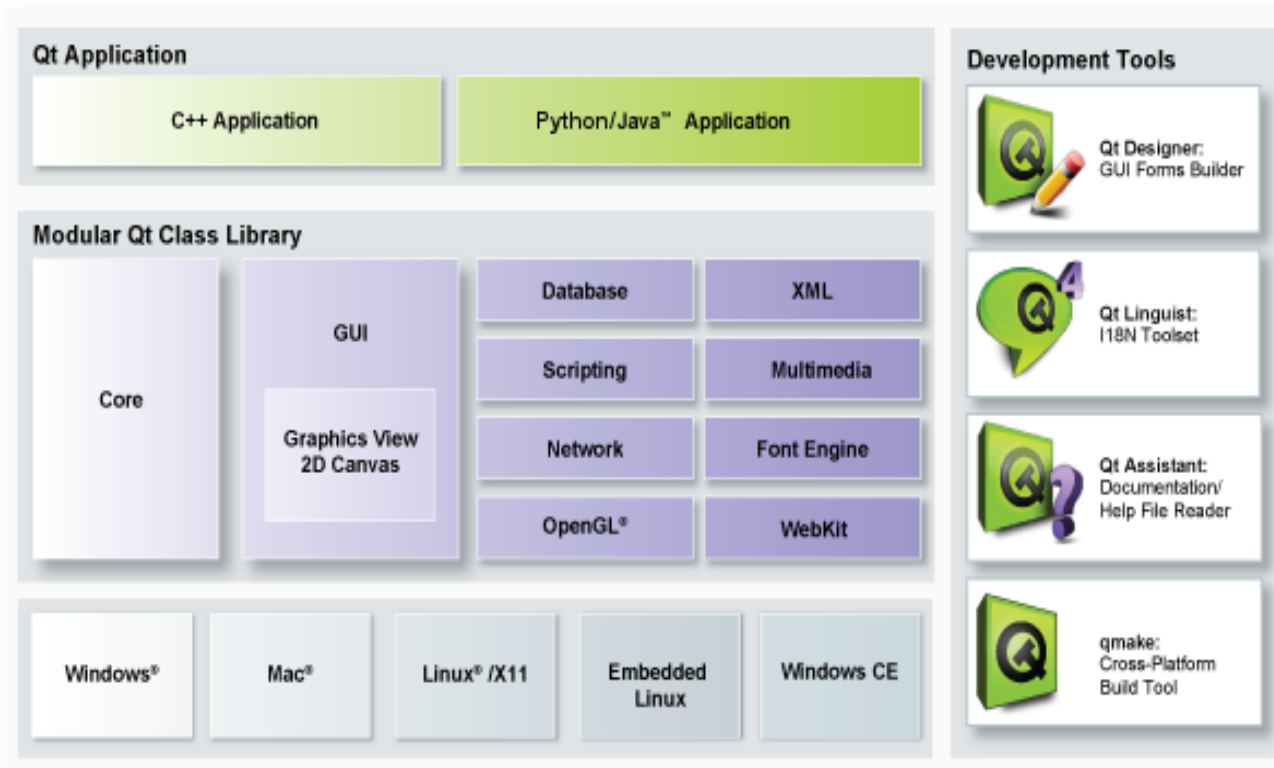 Qt Application
C++ Application
Python/Java™ Application
Modular Qt Class Library
Core
GUI
Graphics View
2D Canvas
Database
XML
Scripting
Multimedia
Network
Font Engine
OpenGL®
WebKit
Windows®
Mac®
Linux® /X11
Embedded
Linux
Windows CE
Development Tools
Qt Designer:
GUI Forms Builder
4
Qt Linguist:
I18N Toolset
?
Qt Assistant:
Documentation/
Help File Reader
qmake:
Cross-Platform
Build Tool